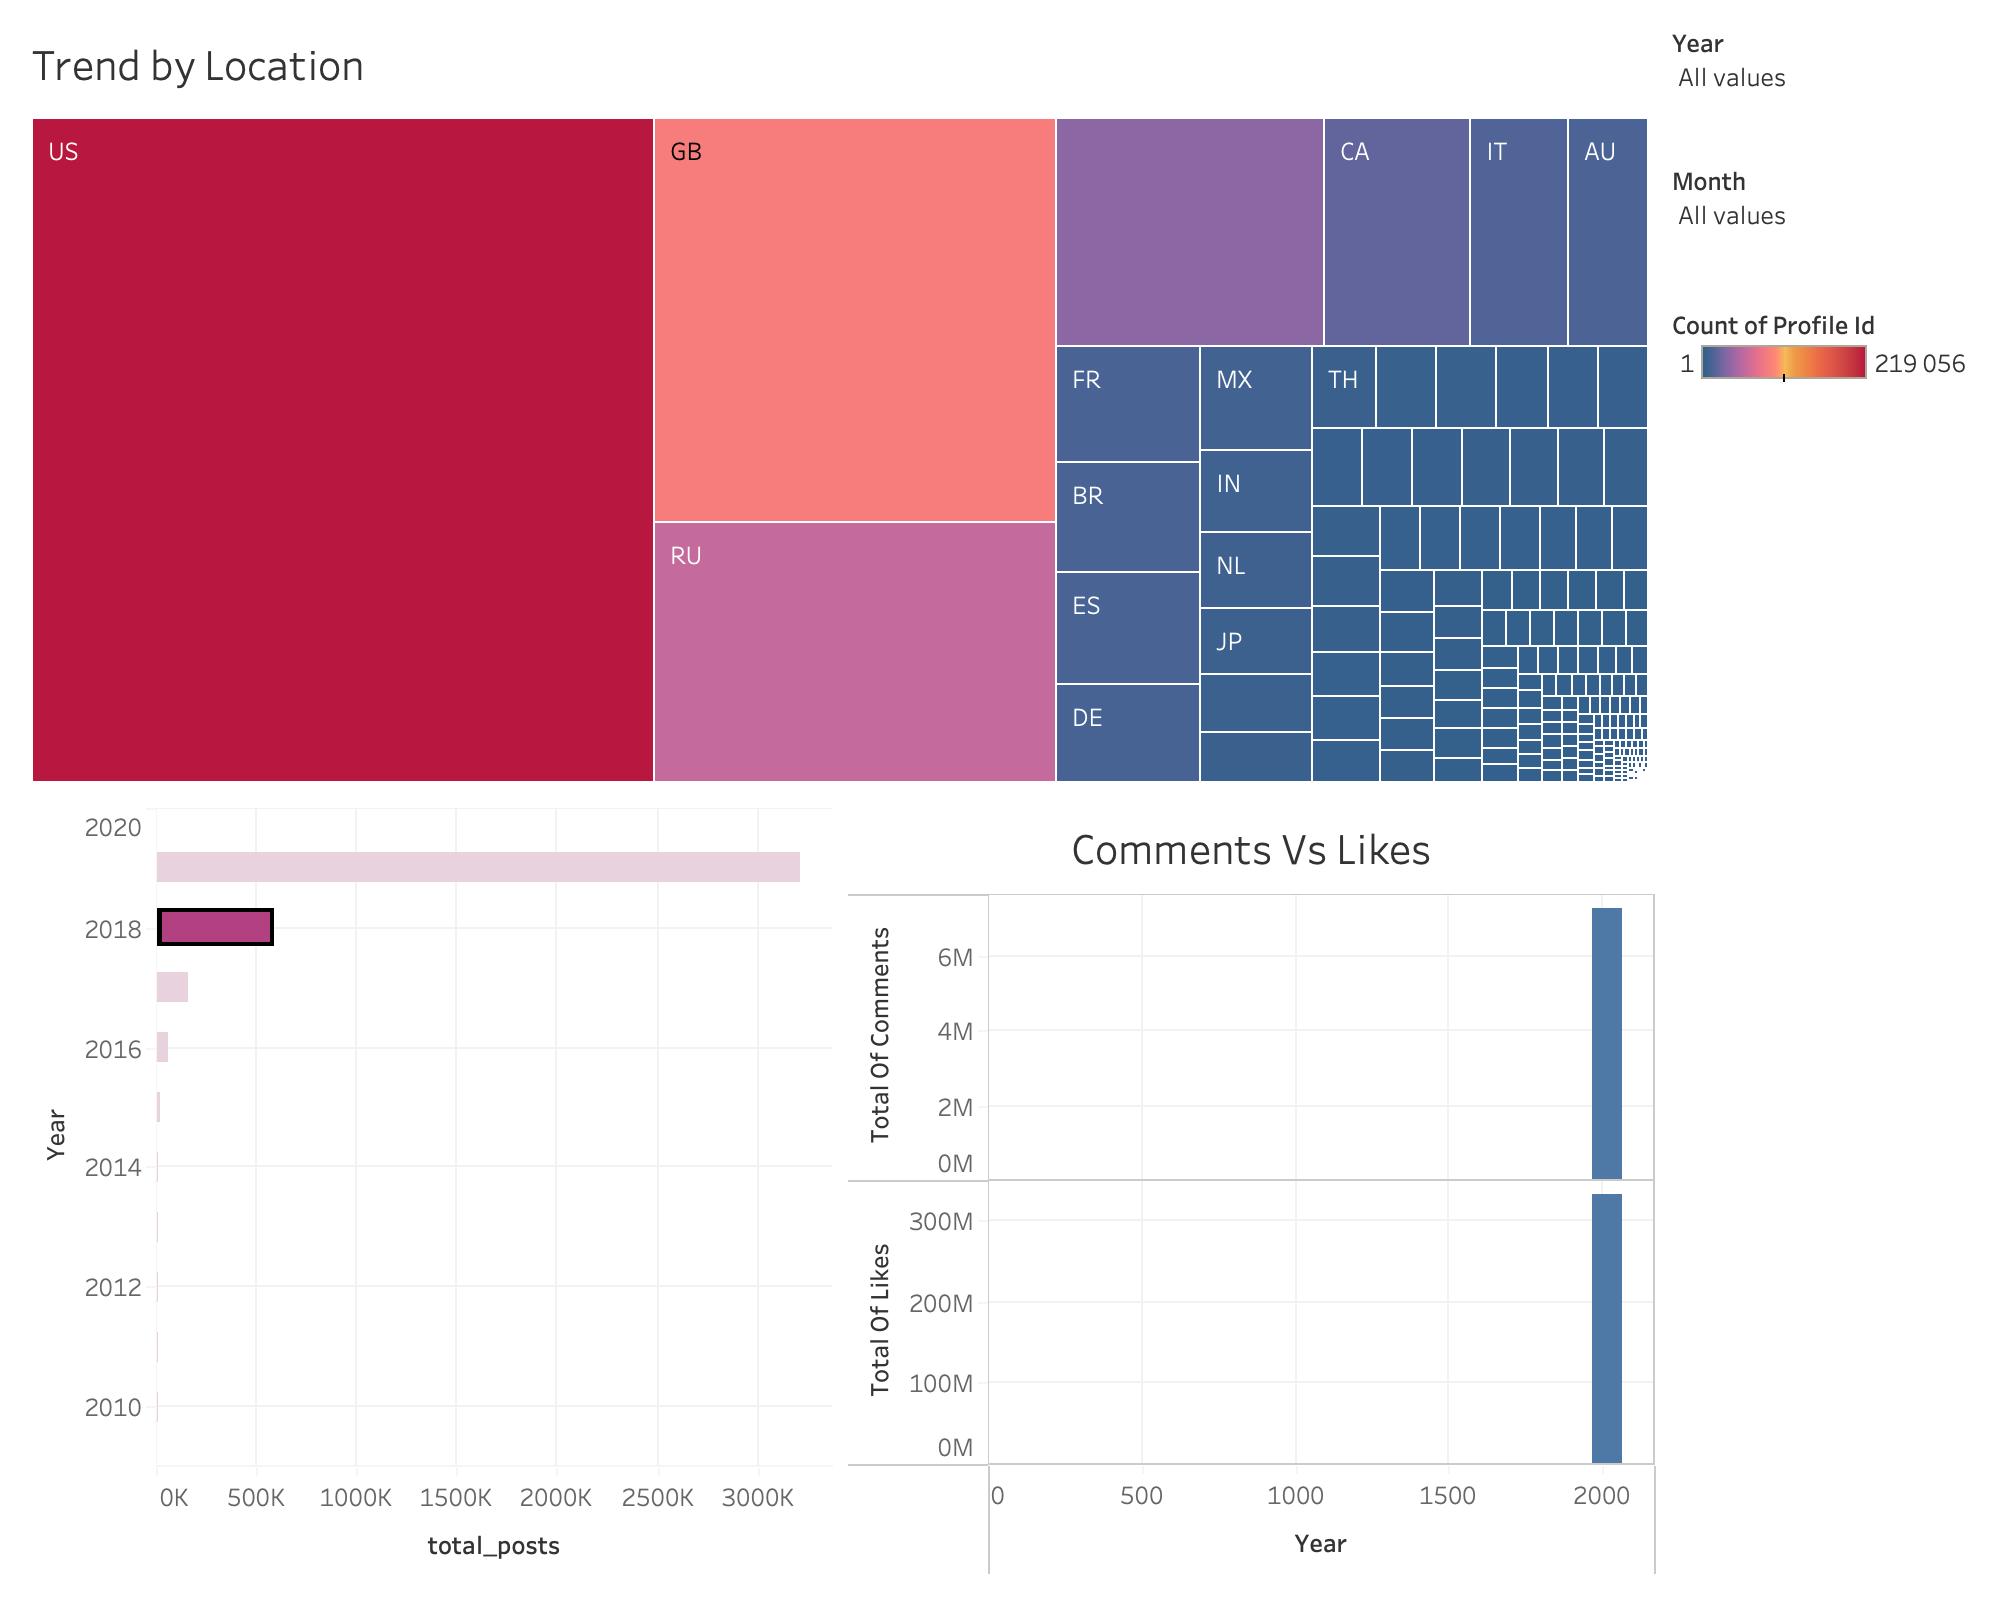 Trend by Location
Year
All values
Month
All values
Count of Profile Id
1
219 056
US
GB
CA
IT
AU
RU
FR
MX
TH
BR
IN
ES
NL
JP
DE
2020
2018
2016
2014
2012
2010
Year
0K
500K
1000K
1500K
2000K
2500K
3000K
total_posts
Comments Vs Likes
Total Of Comments
6M
4M
2M
0M
Total Of Likes
300M
200M
100M
0M
0
500
1000
1500
2000
Year